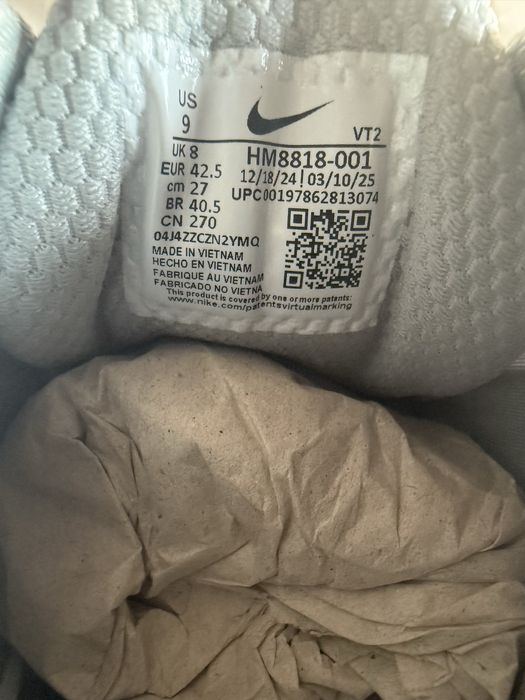 US
9
VT2
UK 8
HM8818-001
EUR 42.5
12/18/24 | 03/10/25
cm 27
UPC00197862813074
BR 40.5
CN 270
04J4ZZCZN2YMQ
MADE IN VIETNAM
HECHO EN VIETNAM
FABRIQUE AU VIETNAM
FABRICADO NO VIETNA
This product is covered by one or more patents:
www.nike.com/patentsvirtualmarking